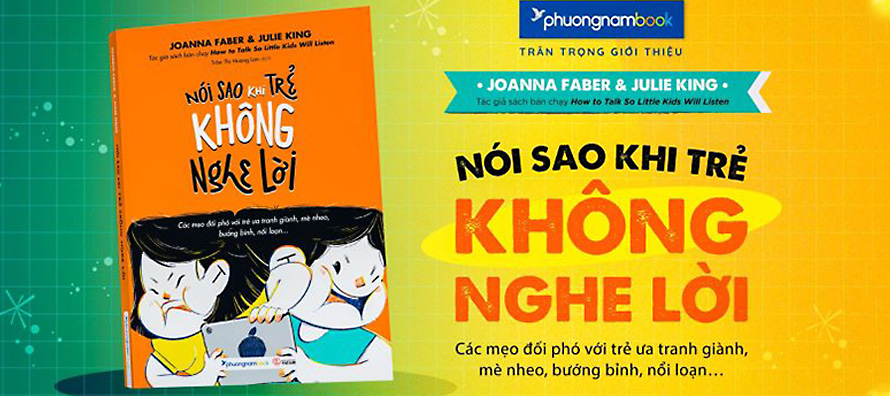 JOANNA FABER & JULIE KING
Tác giả sách bán chạy How to Talk So Little Kids Will Listen
NÓI SAO KHI TRẺ
KHÔNG
NGHE LỜI
Các mẹo đối phó với trẻ ưa tranh giành, mè nheo,
bướng bỉnh, nổi loạn...
phuongnambook
phuongnambook
TRÂN TRỌNG GIỚI THIỆU
• JOANNA FABER & JULIE KING •
Tác giả sách bán chạy How to Talk So Little Kids Will Listen
NÓI SAO KHI TRẺ
KHÔNG
NGHE LỜI
Các mẹo đối phó với trẻ ưa tranh giành,
mè nheo, bướng bỉnh, nổi loạn...